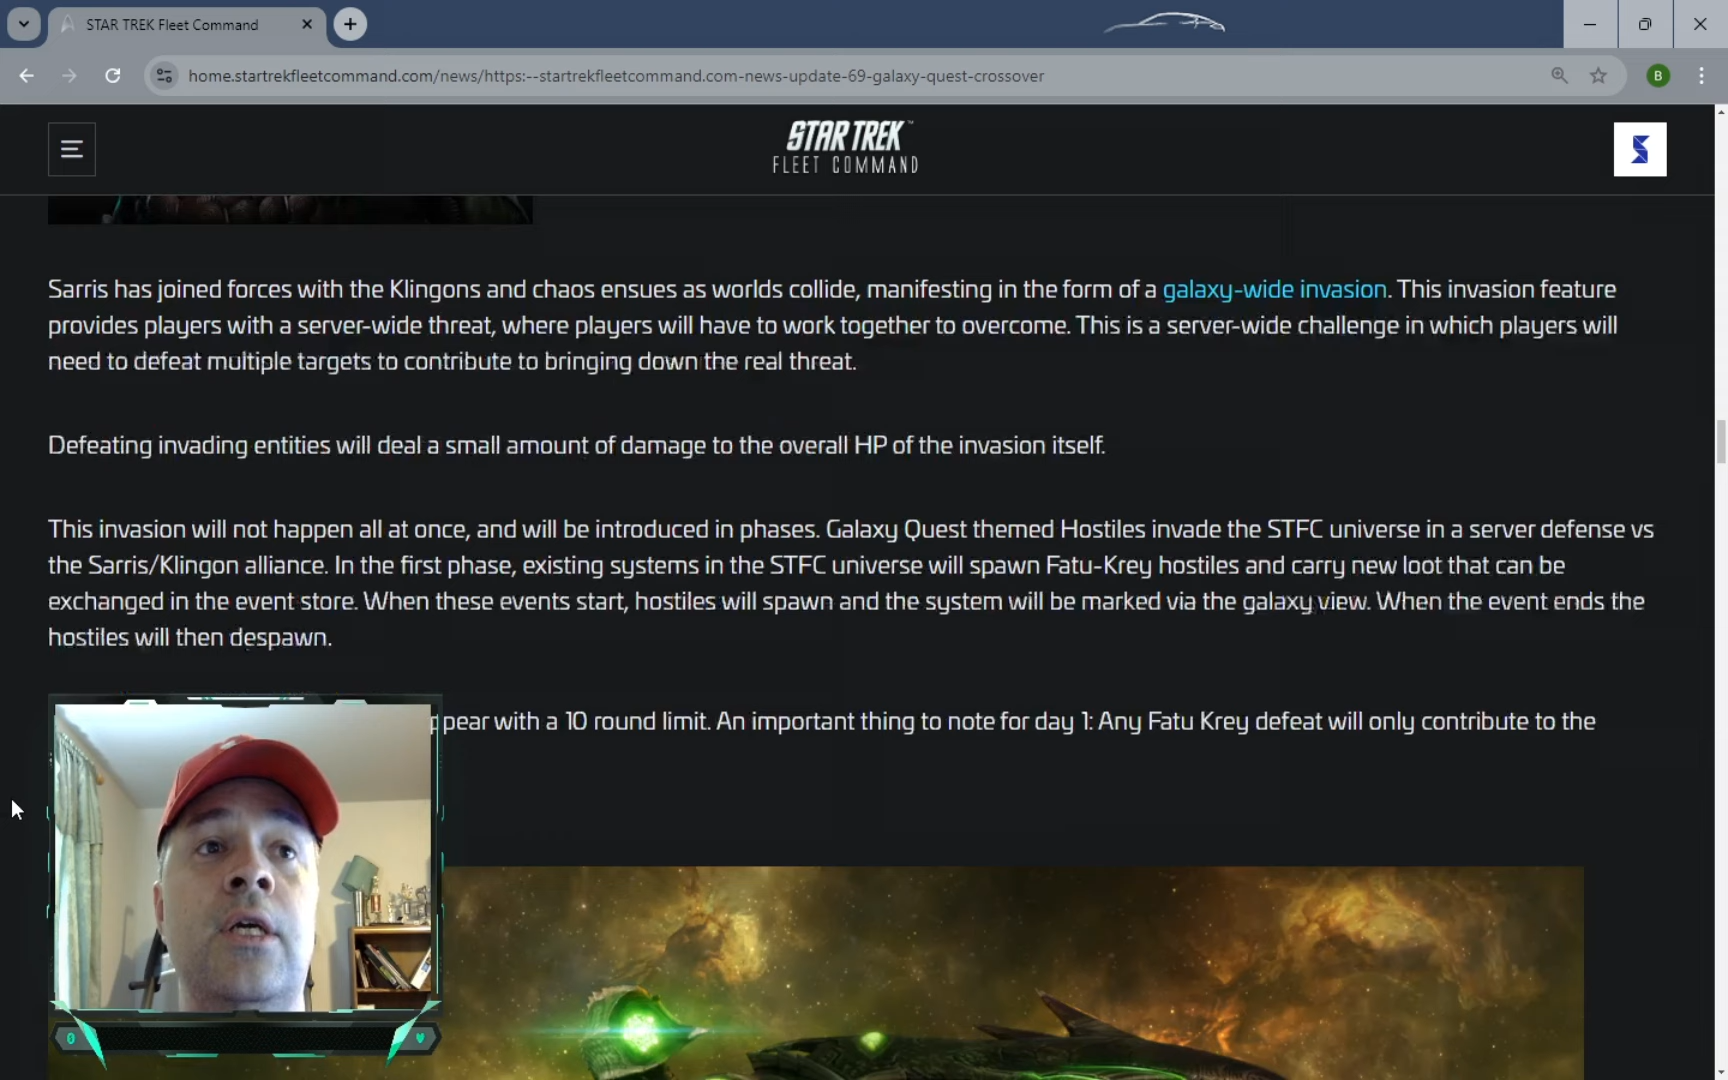 STAR TREK Fleet Command
home.startrekfleetcommand.com/news/https:--startrekfleetcommand.com-news-update-69-galaxy-quest-crossover
B
STAR TREK
FLEET COMMAND
Sarris has joined forces with the Klingons and chaos ensues as worlds collide, manifesting in the form of a galaxy-wide invasion. This invasion feature
provides players with a server-wide threat, where players will have to work together to overcome. This is a server-wide challenge in which players will
need to defeat multiple targets to contribute to bringing down the real threat.
Defeating invading entities will deal a small amount of damage to the overall HP of the invasion itself.
This invasion will not happen all at once, and will be introduced in phases. Galaxy Quest themed Hostiles invade the STFC universe in a server defense vs
the Sarris/Klingon alliance. In the first phase, existing systems in the STFC universe will spawn Fatu-Krey hostiles and carry new loot that can be
exchanged in the event store. When these events start, hostiles will spawn and the system will be marked via the galaxy view. When the event ends the
hostiles will then despawn.
ppear with a 10 round limit. An important thing to note for day 1: Any Fatu Krey defeat will only contribute to the
0